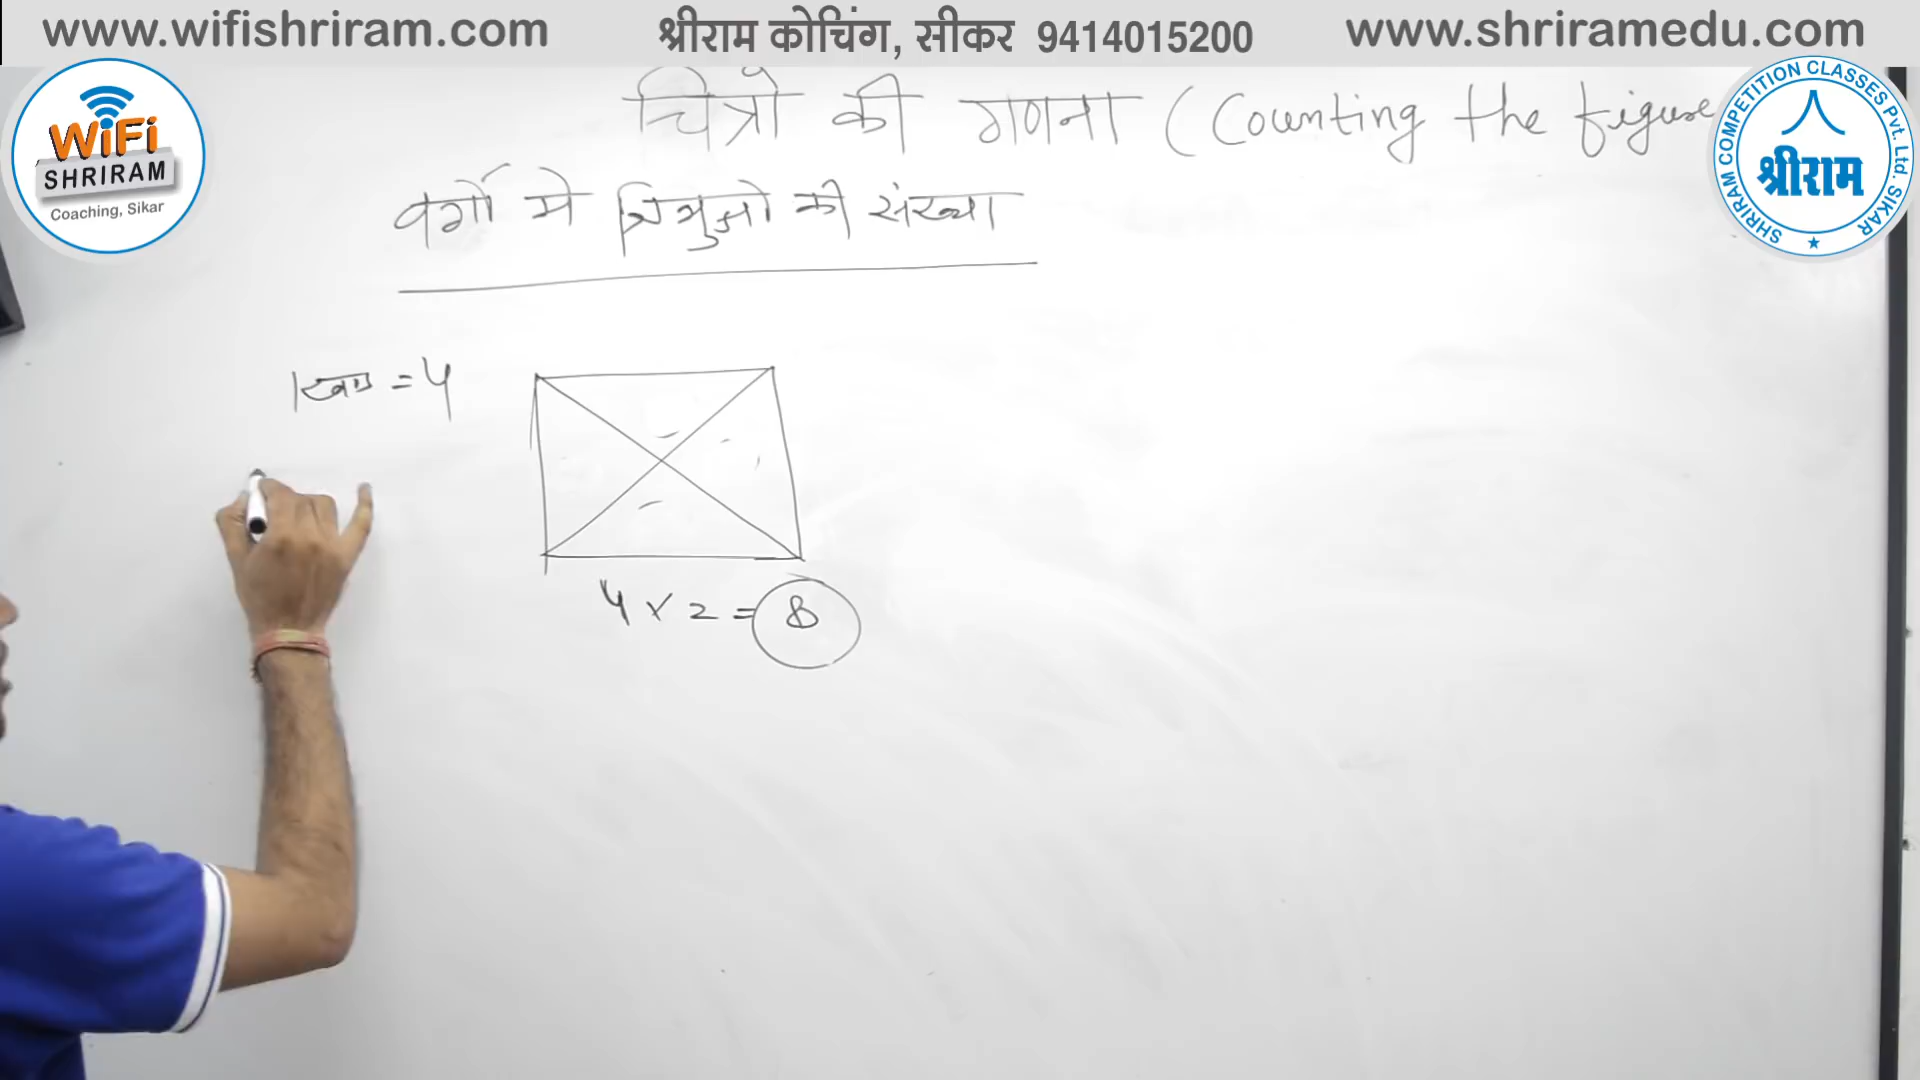 www.wifishriram.com श्रीराम कोचिंग, सीकर 9414015200 www.shriramedu.com
WiFi
SHRIRAM
Coaching, Sikar
SHRIRAM COMPETITION CLASSES Pvt. Ltd. SIKAR
श्रीराम
चित्रो की गणना (Counting the figure
वर्गो मे त्रिभुजो की संख्या
= 4
4 × 2 = 8